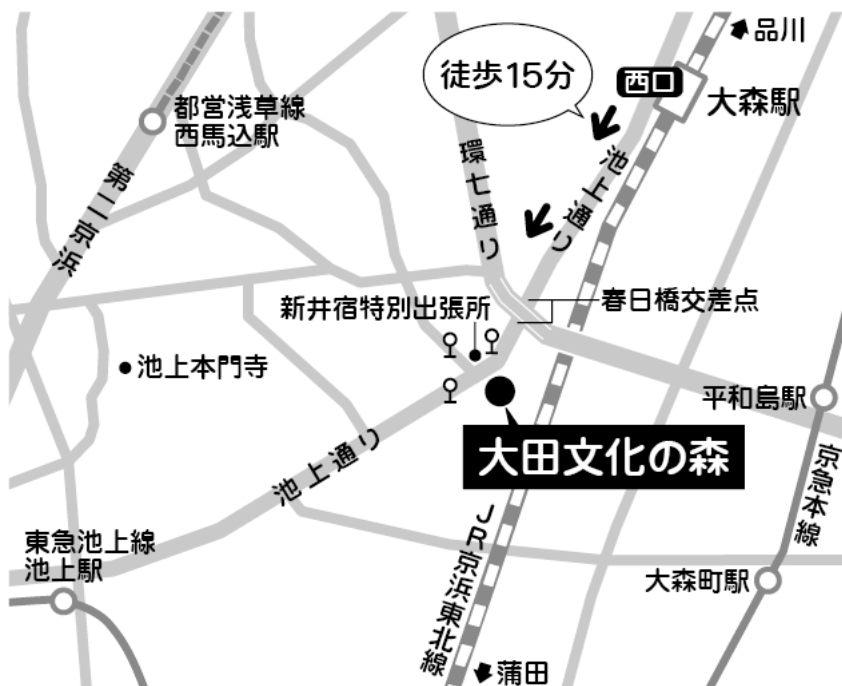 品川
徒歩15分
西口
大森駅
都営浅草線
西馬込駅
環七通り
池上通り
第二京浜
新井宿特別出張所
春日橋交差点
池上本門寺
平和島駅
大田文化の森
池上通り
京急本線
JR京浜東北線
東急池上線
池上駅
大森町駅
蒲田